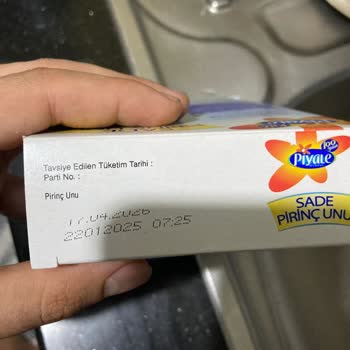 Tavsiye Edilen Tüketim Tarihi :
Parti No. :
Pirinç Unu
17.04.2026
22012025 07:25
Piyale
SADE
PİRİNÇ UNU